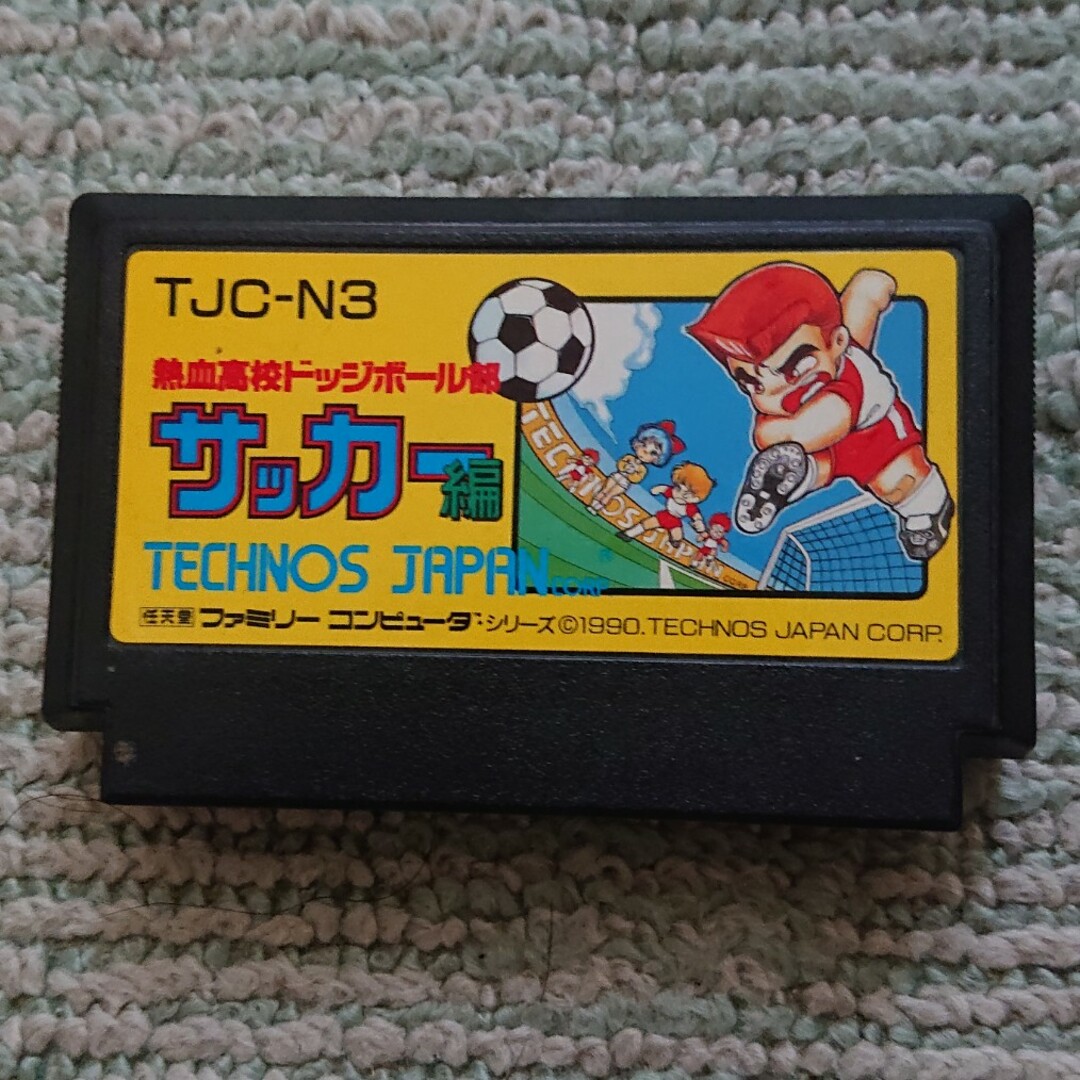 TJC-N3
熱血高校ドッジボール部
サッカー編
TECHNOS JAPAN CORP
®
任天堂 ファミリー コンピュータ™シリーズ©1990.TECHNOS JAPAN CORP.
TECHNOS JAPAN CORP